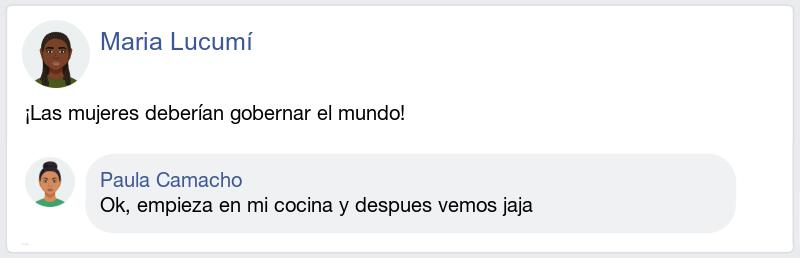 Maria Lucumí
¡Las mujeres deberían gobernar el mundo!
Paula Camacho
Ok, empieza en mi cocina y despues vemos jaja